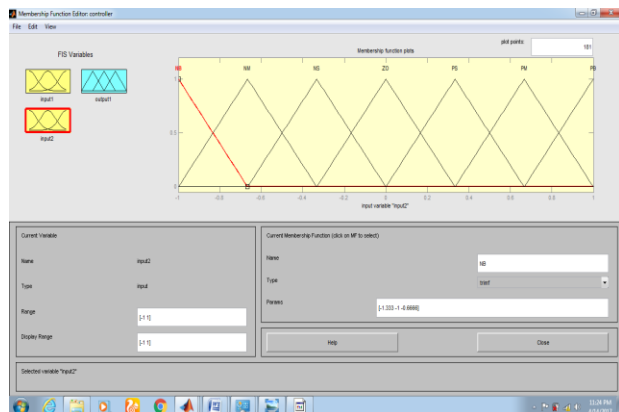 Membership Function Editor: controller
File Edit View
FIS Variables
Membership function plots
plot points:
181
NB NM NS ZO PS PM PB
input1
output1
input2
1
0.5
0
-1 -0.8 -0.6 -0.4 -0.2 0 0.2 0.4 0.6 0.8 1
input variable "input2"
Current Variable
Current Membership Function (click on MF to select)
Name
input2
Name
NB
Type
input
Type
trimf
Params
[-1.333 -1 -0.6666]
Range
[-1 1]
Display Range
[-1 1]
Help
Close
Selected variable "input2"
11:24 PM